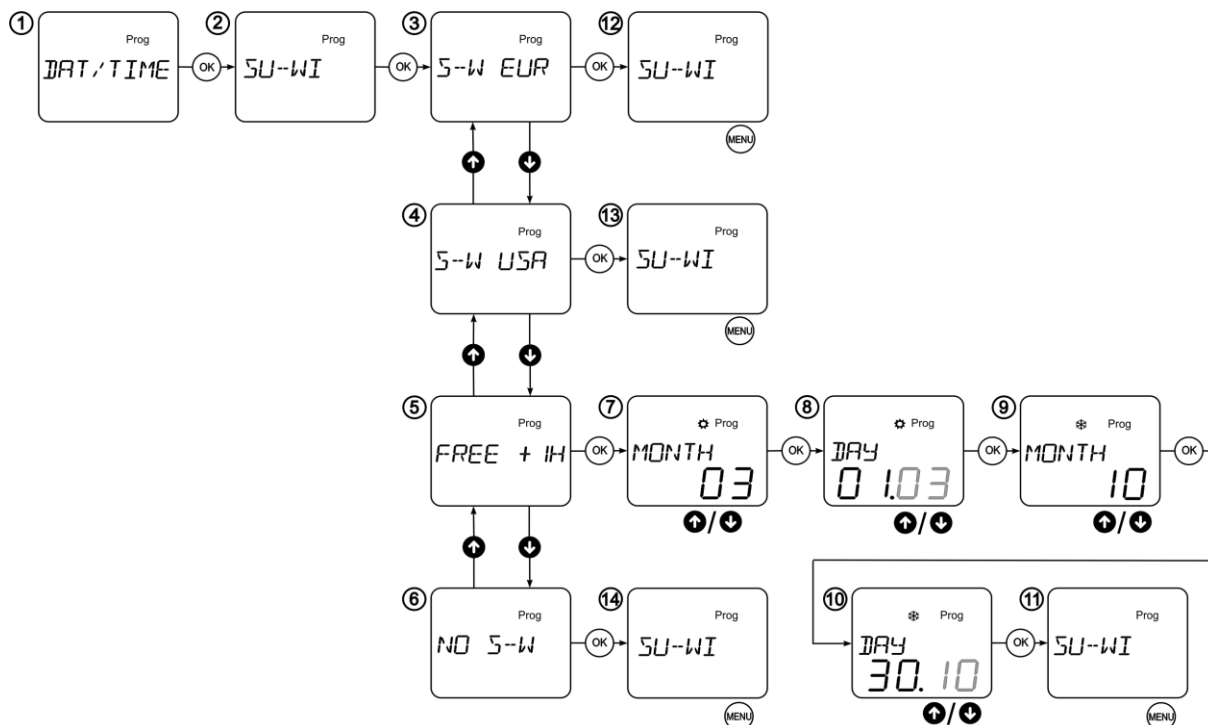 1 2 3 12
Prog Prog Prog Prog
DAT/TIME OK SU-WI OK S-W EUR OK SU-WI
MENU
4 13
Prog Prog
S-W USA OK SU-WI
MENU
5 7 8 9
Prog Prog Prog Prog
FREE + 1H OK MONTH OK DAY OK MONTH OK
03 01.03 10
/ / /
6 14 10 11
Prog Prog Prog Prog
NO S-W OK SU-WI DAY OK SU-WI
30. 10
MENU / MENU